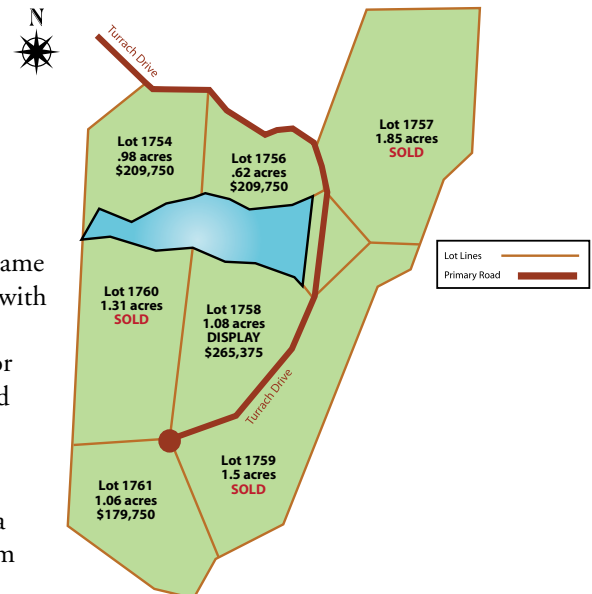 N
Turrach Drive
Lot 1757
1.85 acres
SOLD
Lot 1754
.98 acres
$209,750
Lot 1756
.62 acres
$209,750
Lot Lines
Primary Road
ame
with
or
d
a
m
Lot 1760
1.31 acres
SOLD
Lot 1758
1.08 acres
DISPLAY
$265,375
Turrach Drive
Lot 1759
1.5 acres
SOLD
Lot 1761
1.06 acres
$179,750